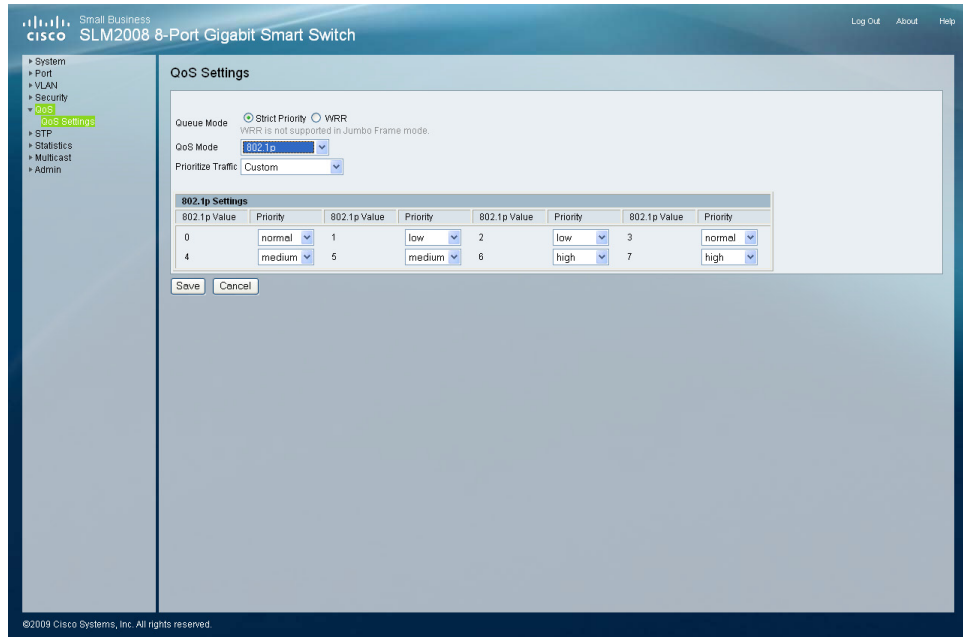 Small Business
cisco SLM2008 8-Port Gigabit Smart Switch
Log Out About Help
System
Port
VLAN
Security
QoS
QoS Settings
STP
Statistics
Multicast
Admin
QoS Settings
Queue Mode Strict Priority WRR
WRR is not supported in Jumbo Frame mode.
QoS Mode 802.1p
Prioritize Traffic Custom
802.1p Settings
802.1p Value Priority 802.1p Value Priority 802.1p Value Priority 802.1p Value Priority
0 normal 1 low 2 low 3 normal
4 medium 5 medium 6 high 7 high
Save Cancel
©2009 Cisco Systems, Inc. All rights reserved.